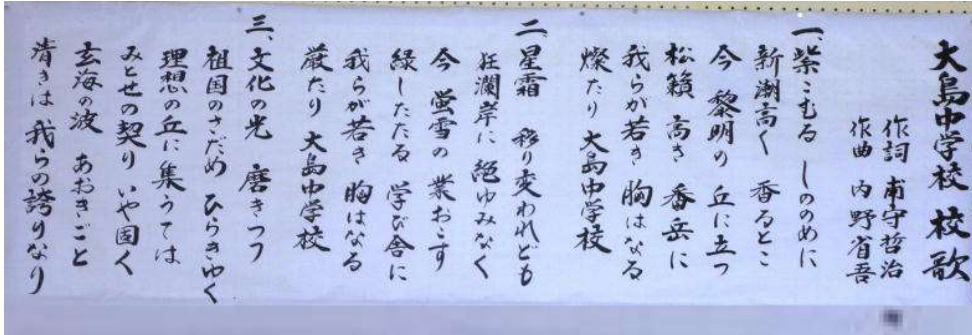 大島中学校 校歌
作詞 甫守哲治
作曲 内野省吾
一、紫こむる しののめに
新潮高く 香るとこ
今 黎明の 丘に立つ
松籟 高き 香岳に
我らが若き 胸はなる
燦たり 大島中学校
二、星霜 移り変われども
狂瀾岸に 絶ゆみなく
今 蛍雪の 業おこす
緑したたる 学び舎に
我らが若き 胸はなる
厳たり 大島中学校
三、文化の光 磨きつつ
祖国のさだめ ひらきゆく
理想の丘に 集うては
みとせの契り いや固く
玄海の波 あおきごと
清きは 我らの誇りなり